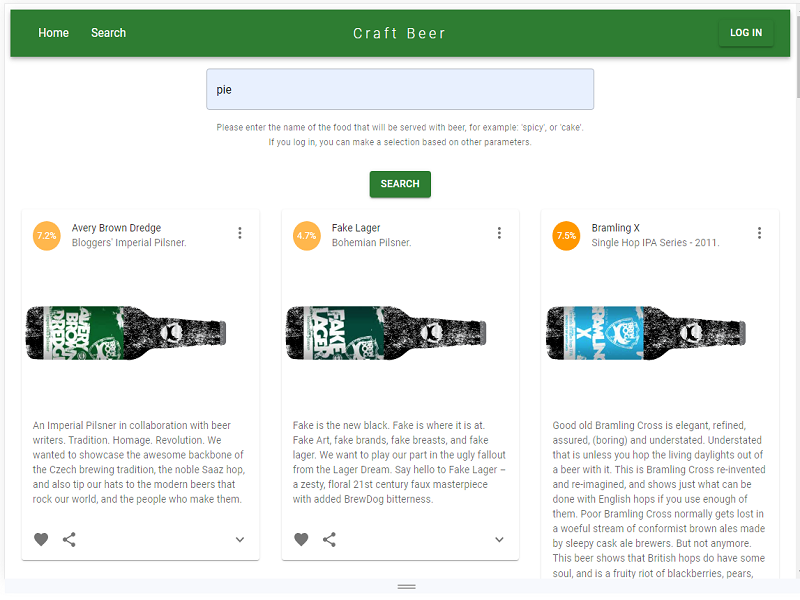 Home Search Craft Beer LOG IN
pie
Please enter the name of the food that will be served with beer, for example: 'spicy', or 'cake'.
If you log in, you can make a selection based on other parameters.
SEARCH
7.2%
Avery Brown Dredge
Bloggers' Imperial Pilsner.
AVERY
BROWN
DREDGE
An Imperial Pilsner in collaboration with beer
writers. Tradition. Homage. Revolution. We
wanted to showcase the awesome backbone of
the Czech brewing tradition, the noble Saaz hop,
and also tip our hats to the modern beers that
rock our world, and the people who make them.
4.7%
Fake Lager
Bohemian Pilsner.
FAKE
LAGER
Fake is the new black. Fake is where it is at.
Fake Art, fake brands, fake breasts, and fake
lager. We want to play our part in the ugly fallout
from the Lager Dream. Say hello to Fake Lager –
a zesty, floral 21st century faux masterpiece
with added BrewDog bitterness.
7.5%
Bramling X
Single Hop IPA Series - 2011.
BRAMLING
X
Good old Bramling Cross is elegant, refined,
assured, (boring) and understated. Understated
that is unless you hop the living daylights out of
a beer with it. This is Bramling Cross re-invented
and re-imagined, and shows just what can be
done with English hops if you use enough of
them. Poor Bramling Cross normally gets lost in
a woeful stream of conformist brown ales made
by sleepy cask ale brewers. But not anymore.
This beer shows that British hops do have some
soul, and is a fruity riot of blackberries, pears,